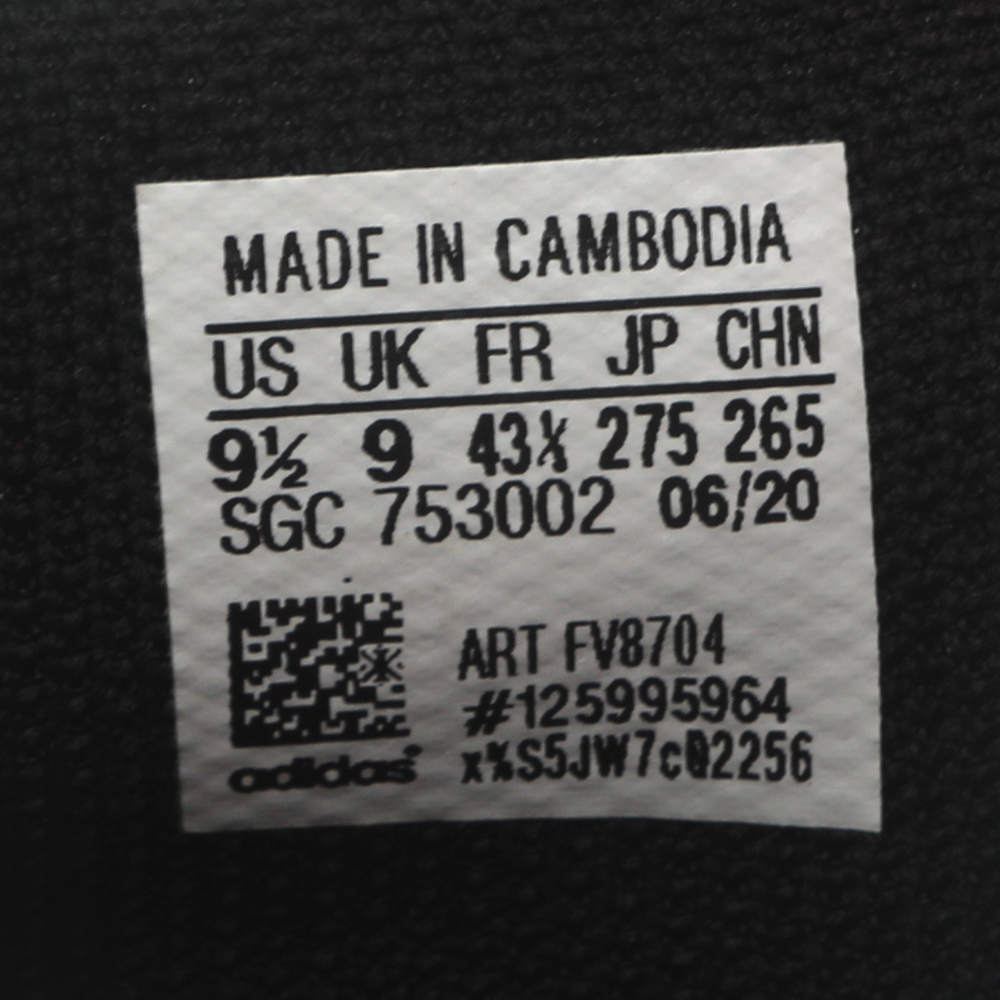 MADE IN CAMBODIA
US UK FR JP CHN
9½ 9 43⅓ 275 265
SGC 753002 06/20
ART FV8704
#125995964
x%S5JW7cQ2256
adidas